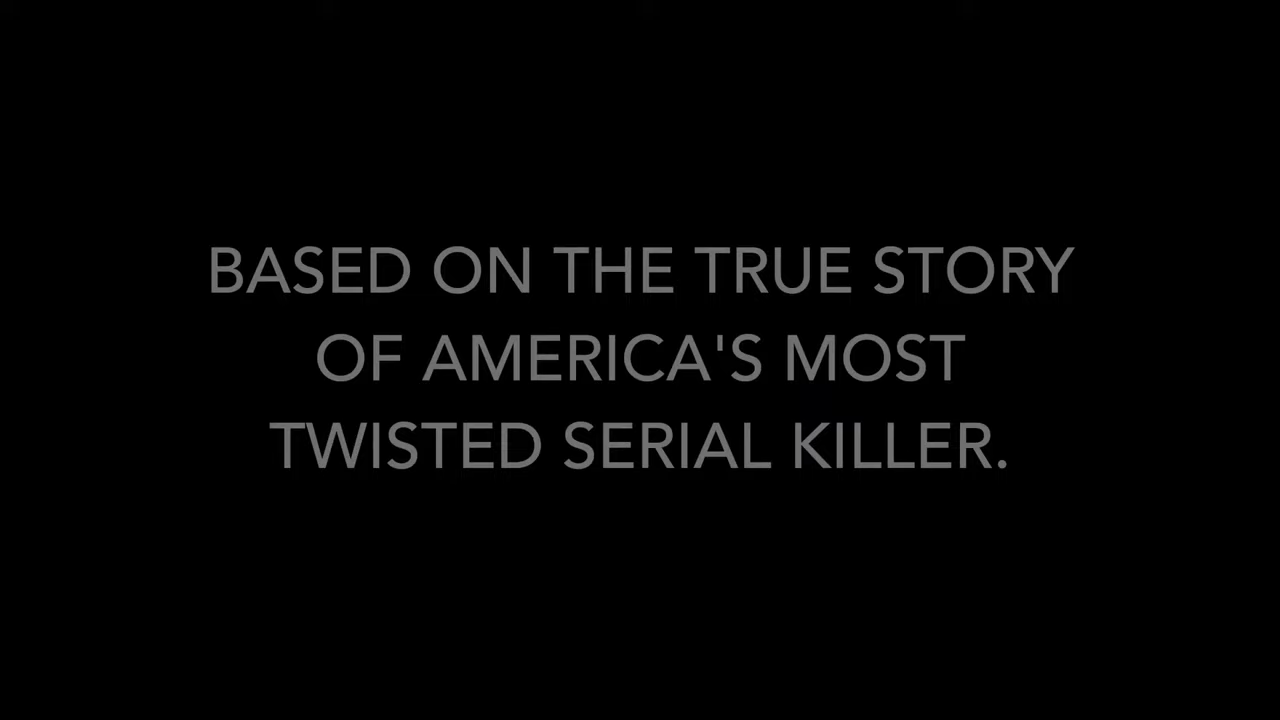 BASED ON THE TRUE STORY
OF AMERICA'S MOST
TWISTED SERIAL KILLER.